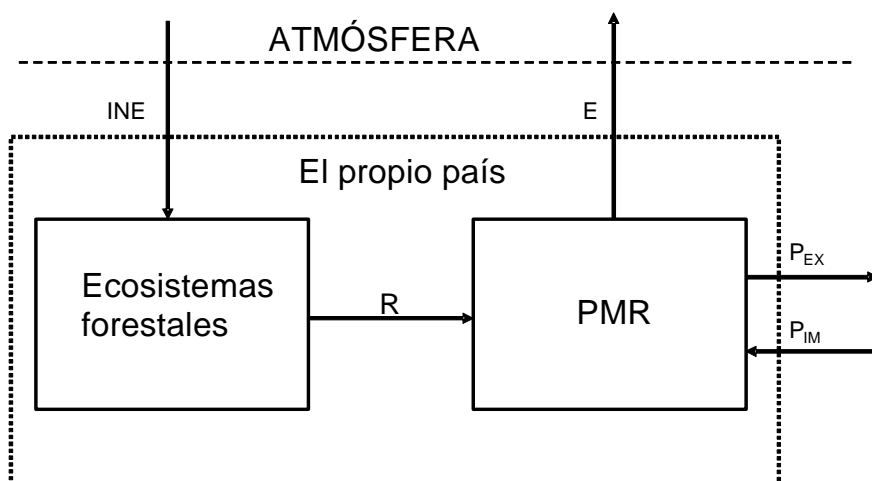 ATMÓSFERA
INE
E
El propio país
Ecosistemas
forestales
R
PMR
P_EX
P_IM